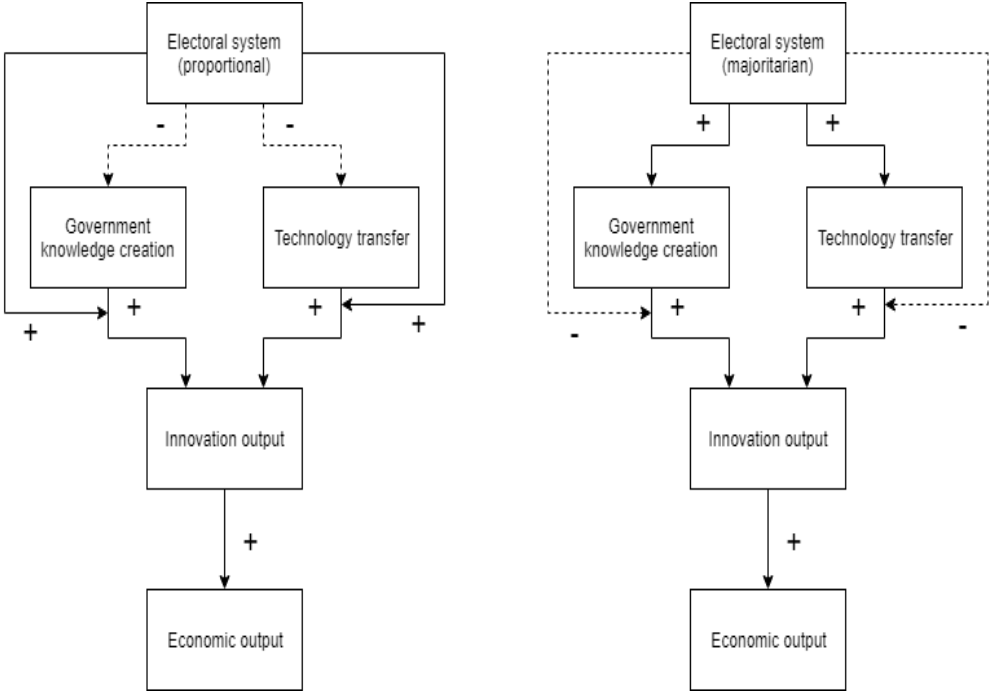 Electoral system
(proportional)
-
-
Government
knowledge creation
Technology transfer
+
+
+
+
Innovation output
+
Economic output
Electoral system
(majoritarian)
+
+
Government
knowledge creation
Technology transfer
+
+
-
-
Innovation output
+
Economic output